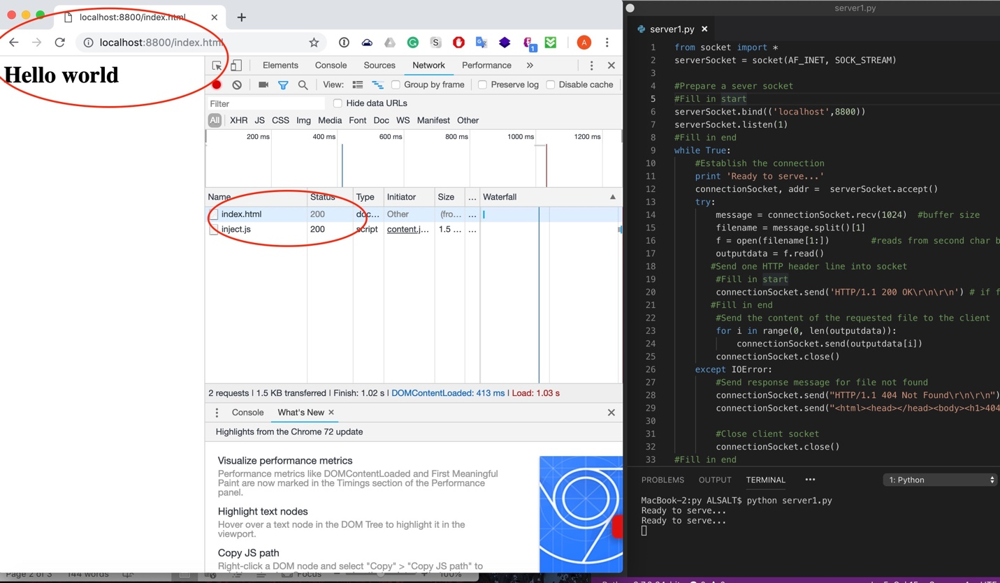 localhost:8800/index.html
localhost:8800/index.html
S
1
A
Hello world
Elements Console Sources Network Performance »
View: Group by frame Preserve log Disable cache
Filter Hide data URLs
All XHR JS CSS Img Media Font Doc WS Manifest Other
200 ms 400 ms 600 ms 800 ms 1000 ms 1200 ms
Name Status Type Initiator Size ... Waterfall
index.html 200 doc... Other (fro... ...
inject.js 200 script content.j... 1.5 ... ...
2 requests | 1.5 KB transferred | Finish: 1.02 s | DOMContentLoaded: 413 ms | Load: 1.03 s
Console What's New
Highlights from the Chrome 72 update
Visualize performance metrics
Performance metrics like DOMContentLoaded and First Meaningful
Paint are now marked in the Timings section of the Performance
panel.
Highlight text nodes
Hover over a text node in the DOM Tree to highlight it in the
viewport.
Copy JS path
Right-click a DOM node and select "Copy" > "Copy JS path" to
Page 2 of 3 144 words Focus 100%
server1.py
server1.py
1 from socket import *
2 serverSocket = socket(AF_INET, SOCK_STREAM)
3
4 #Prepare a sever socket
5 #Fill in start
6 serverSocket.bind(('localhost',8800))
7 serverSocket.listen(1)
8 #Fill in end
9 while True:
10 #Establish the connection
11 print 'Ready to serve...'
12 connectionSocket, addr = serverSocket.accept()
13 try:
14 message = connectionSocket.recv(1024) #buffer size
15 filename = message.split()[1]
16 f = open(filename[1:]) #reads from second char b
17 outputdata = f.read()
18 #Send one HTTP header line into socket
19 #Fill in start
20 connectionSocket.send('HTTP/1.1 200 OK\r\n\r\n') # if f
21 #Fill in end
22 #Send the content of the requested file to the client
23 for i in range(0, len(outputdata)):
24 connectionSocket.send(outputdata[i])
25 connectionSocket.close()
26 except IOError:
27 #Send response message for file not found
28 connectionSocket.send("HTTP/1.1 404 Not Found\r\n\r\n")
29 connectionSocket.send("<html><head></head><body><h1>404
30
31 #Close client socket
32 connectionSocket.close()
33 #Fill in end
PROBLEMS OUTPUT TERMINAL ••• 1: Python
MacBook-2:py ALSALT$ python server1.py
Ready to serve...
Ready to serve...